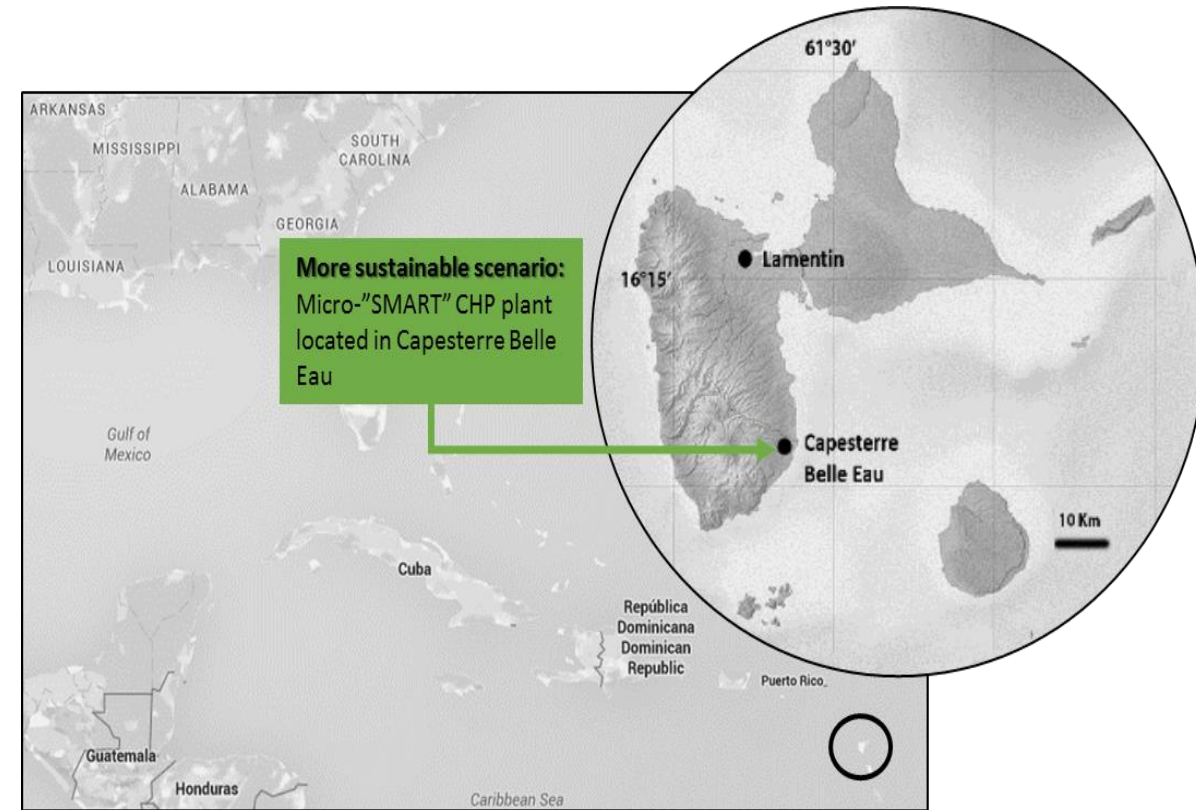 61°30′
ARKANSAS
MISSISSIPPI
SOUTH
CAROLINA
ALABAMA
GEORGIA
LOUISIANA
More sustainable scenario:
Micro-”SMART” CHP plant
located in Capesterre Belle
Eau
Lamentin
16°15′
Gulf of
Mexico
Capesterre
Belle Eau
10 Km
Cuba
República
Dominicana
Dominican
Republic
Puerto Rico
Guatemala
Honduras
Caribbean Sea